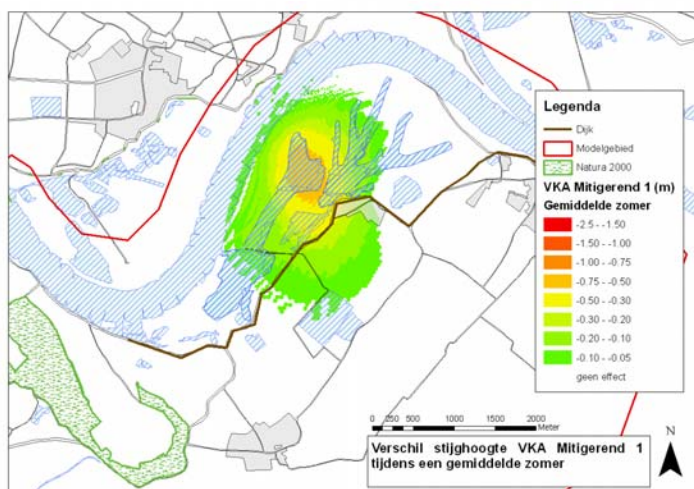 Legenda
Dijk
Modelgebied
Natura 2000
VKA Mitigerend 1 (m)
Gemiddelde zomer
-2.5 - -1.50
-1.50 - -1.00
-1.00 - -0.75
-0.75 - -0.50
-0.50 - -0.30
-0.30 - -0.20
-0.20 - -0.10
-0.10 - -0.05
geen effect
0 250 500 1000 1500 2000
Meter
N
Verschil stijghoogte VKA Mitigerend 1
tijdens een gemiddelde zomer